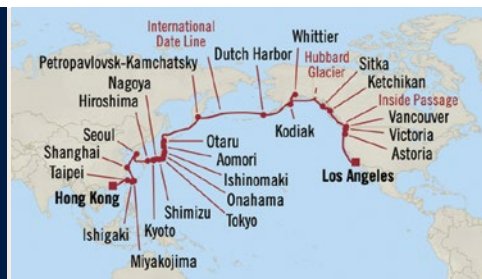 International
Date Line
Whittier
Dutch Harbor
Hubbard
Glacier
Sitka
Petropavlovsk-Kamchatsky
Ketchikan
Nagoya
Inside Passage
Hiroshima
Vancouver
Kodiak
Victoria
Seoul
Otaru
Astoria
Shanghai
Aomori
Taipei
Ishinomaki
Los Angeles
Hong Kong
Onahama
Shimizu
Tokyo
Ishigaki
Kyoto
Miyakojima